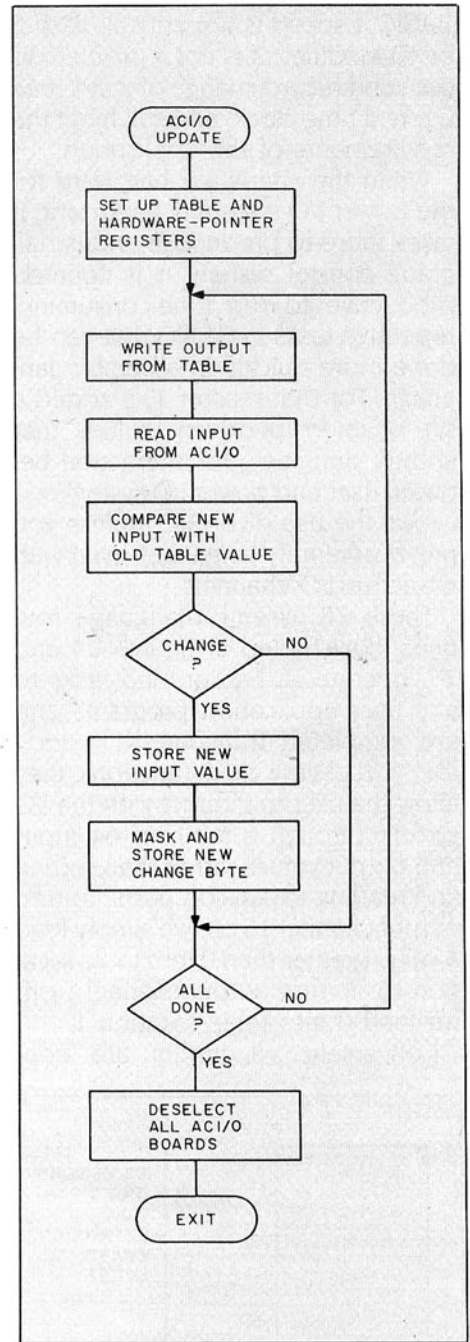 ACI/O
UPDATE
SET UP TABLE AND
HARDWARE-POINTER
REGISTERS
WRITE OUTPUT
FROM TABLE
READ INPUT
FROM ACI/O
COMPARE NEW
INPUT WITH
OLD TABLE VALUE
CHANGE
?
NO
YES
STORE NEW
INPUT VALUE
MASK AND
STORE NEW
CHANGE BYTE
ALL
DONE
?
NO
YES
DESELECT
ALL ACI/O
BOARDS
EXIT